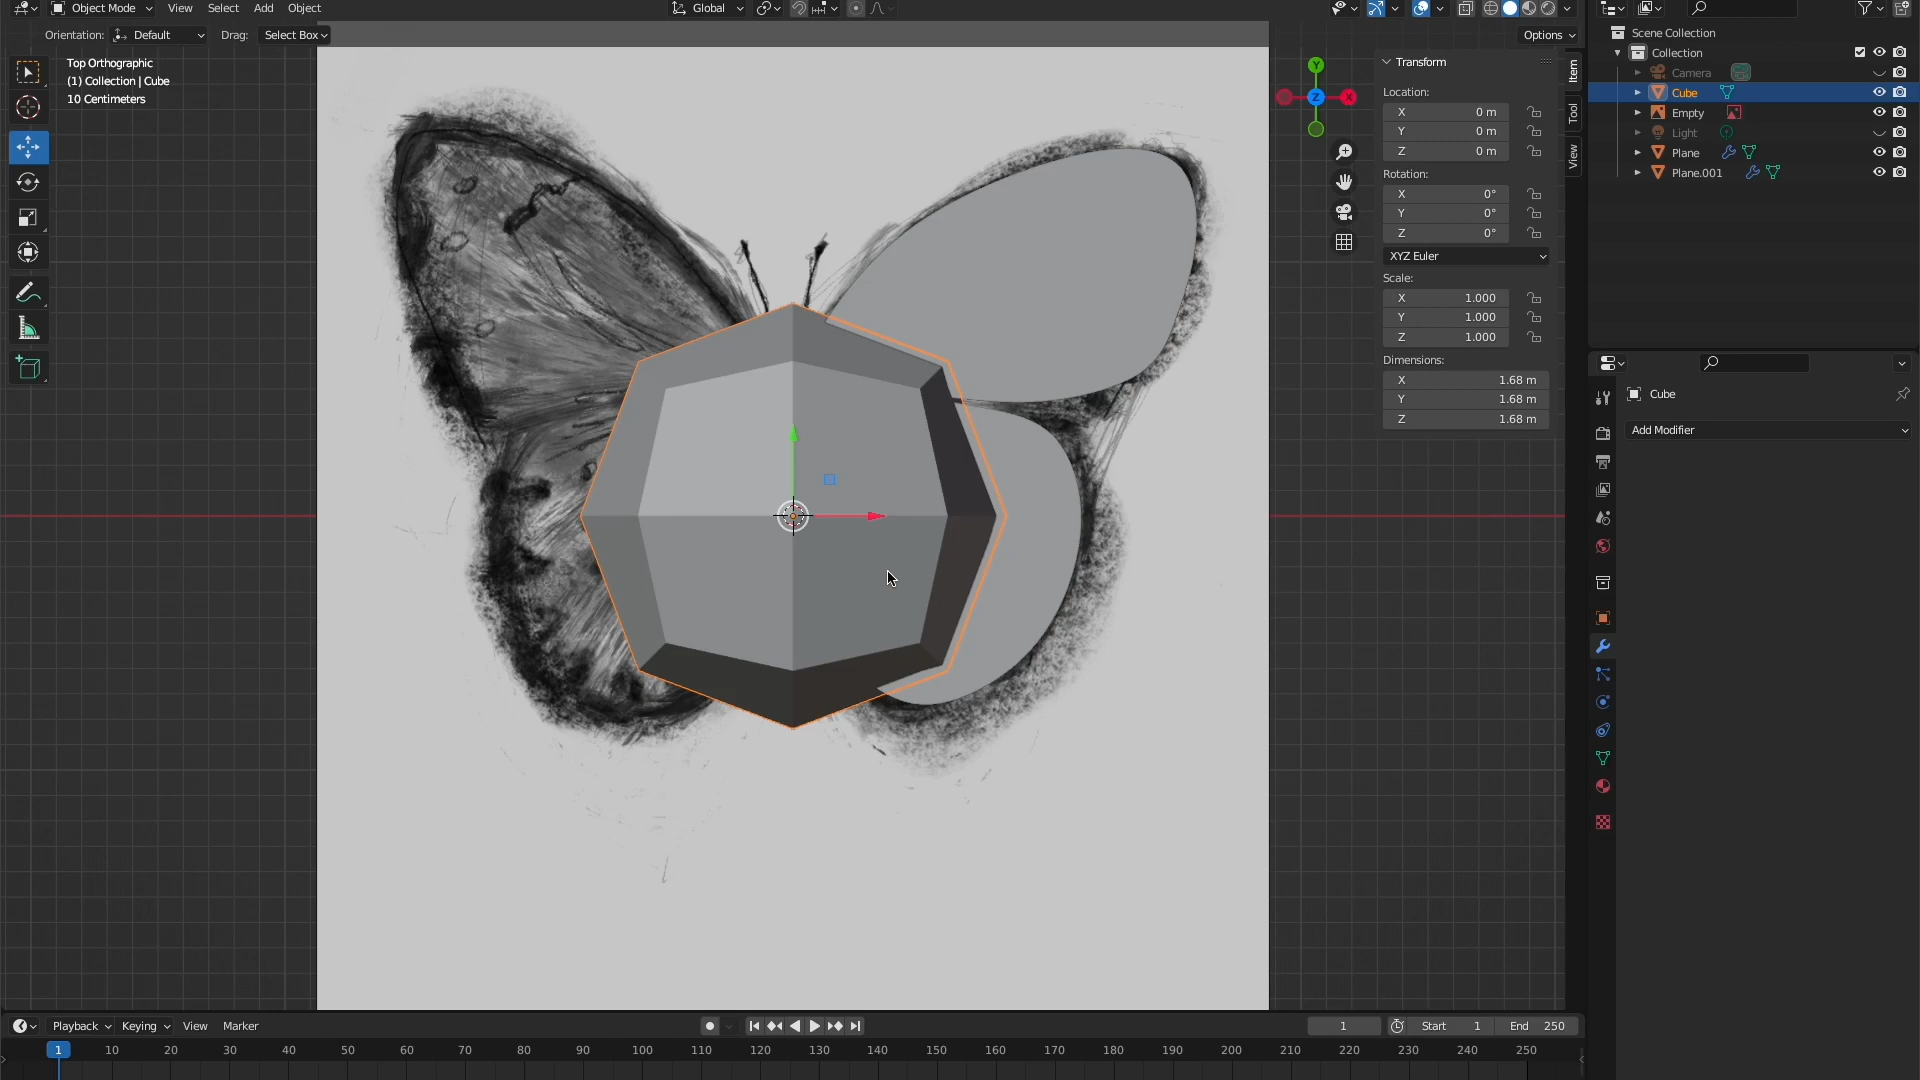 Object Mode View Select Add Object Global
Orientation: Default Drag: Select Box Options
Top Orthographic
(1) Collection | Cube
10 Centimeters
Y
Z
X
Transform
Location:
X 0 m
Y 0 m
Z 0 m
Rotation:
X 0°
Y 0°
Z 0°
XYZ Euler
Scale:
X 1.000
Y 1.000
Z 1.000
Dimensions:
X 1.68 m
Y 1.68 m
Z 1.68 m
Item
Tool
View
Scene Collection
Collection
Camera
Cube
Empty
Light
Plane
Plane.001
Cube
Add Modifier
Playback Keying View Marker 1 Start 1 End 250
1 10 20 30 40 50 60 70 80 90 100 110 120 130 140 150 160 170 180 190 200 210 220 230 240 250